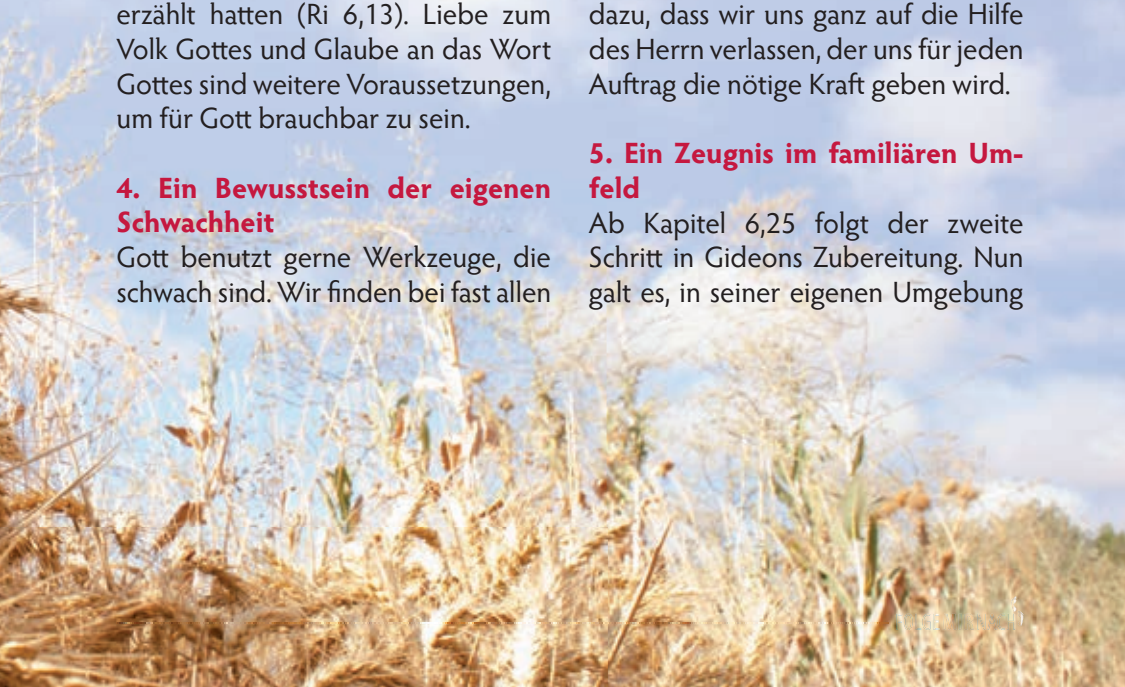 erzählt hatten (Ri 6,13). Liebe zum
Volk Gottes und Glaube an das Wort
Gottes sind weitere Voraussetzungen,
um für Gott brauchbar zu sein.
4. Ein Bewusstsein der eigenen
Schwachheit
Gott benutzt gerne Werkzeuge, die
schwach sind. Wir finden bei fast allen
dazu, dass wir uns ganz auf die Hilfe
des Herrn verlassen, der uns für jeden
Auftrag die nötige Kraft geben wird.
5. Ein Zeugnis im familiären Um-
feld
Ab Kapitel 6,25 folgt der zweite
Schritt in Gideons Zubereitung. Nun
galt es, in seiner eigenen Umgebung